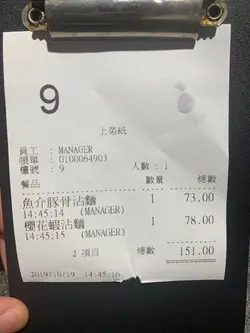 9
上菜紙
員工 : MANAGER
帳單 : 0100064903
檯號 : 9 人數 : 1
餐品 數量 總數
魚介豚骨沾麵 1 73.00
14:45:14 (MANAGER)
櫻花蝦沾麵 1 78.00
14:45:15 (MANAGER)
2 項目 總數 151.00
2019/10/19 14:45:16